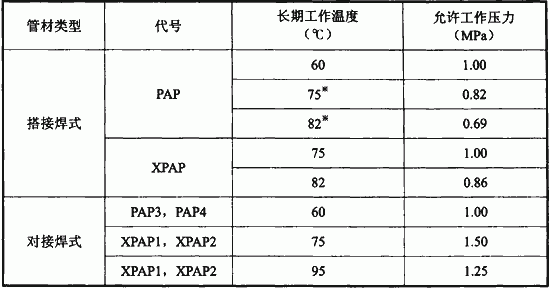 管材类型 代号 长期工作温度 允许工作压力
(℃) (MPa)
搭接焊式 PAP 60 1.00
75※ 0.82
82※ 0.69
XPAP 75 1.00
82 0.86
对接焊式 PAP3，PAP4 60 1.00
XPAP1，XPAP2 75 1.50
XPAP1，XPAP2 95 1.25